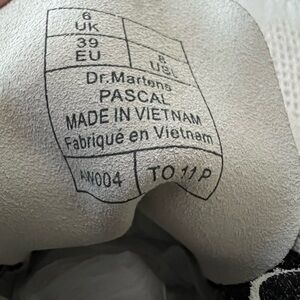 6
UK
39
EU
8
USL
Dr.Martens
PASCAL
MADE IN VIETNAM
Fabriqué en Vietnam
AW004
TO 11 P